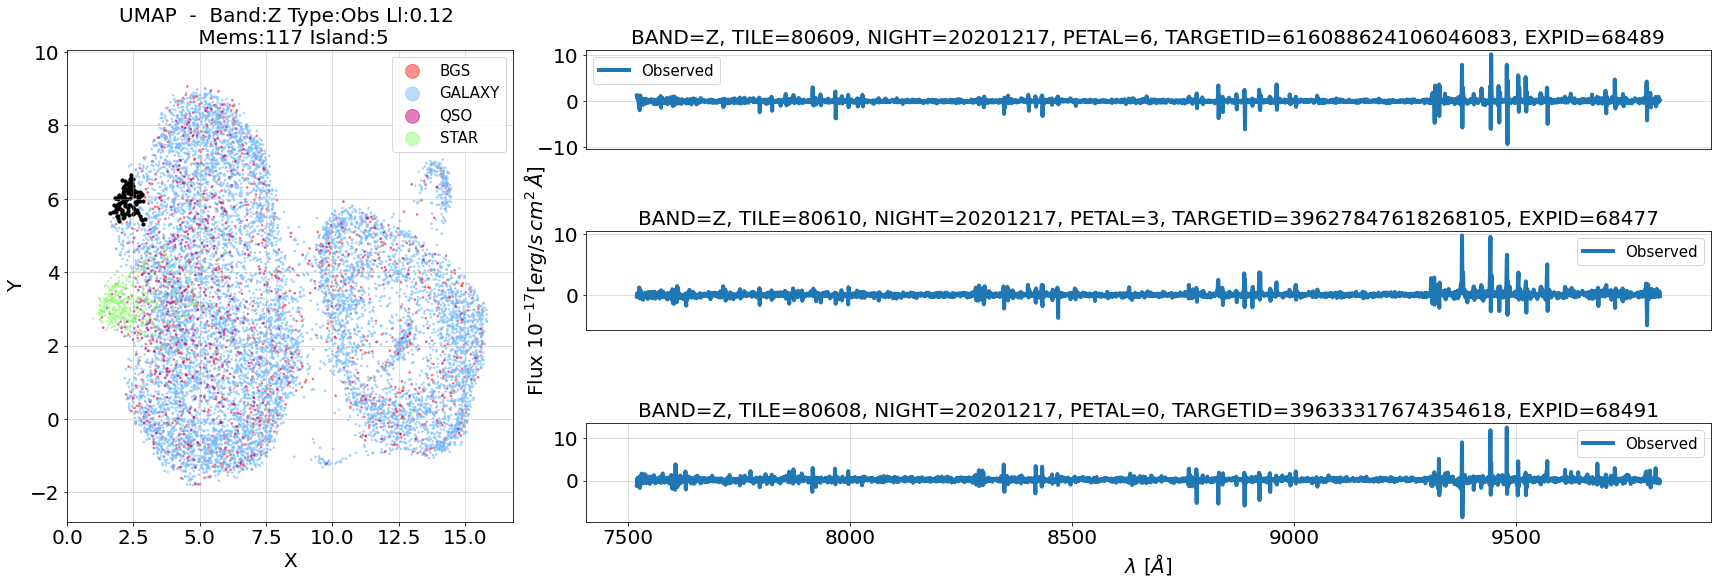 UMAP - Band:Z Type:Obs Ll:0.12
Mems:117 Island:5
10
8
6
4
2
0
−2
Y
0.0 2.5 5.0 7.5 10.0 12.5 15.0
X
BGS
GALAXY
QSO
STAR
BAND=Z, TILE=80609, NIGHT=20201217, PETAL=6, TARGETID=616088624106046083, EXPID=68489
10
0
−10
Observed
Flux 10⁻¹⁷[erg/s cm² Å]
BAND=Z, TILE=80610, NIGHT=20201217, PETAL=3, TARGETID=39627847618268105, EXPID=68477
10
0
Observed
BAND=Z, TILE=80608, NIGHT=20201217, PETAL=0, TARGETID=39633317674354618, EXPID=68491
10
0
Observed
7500 8000 8500 9000 9500
λ [Å]